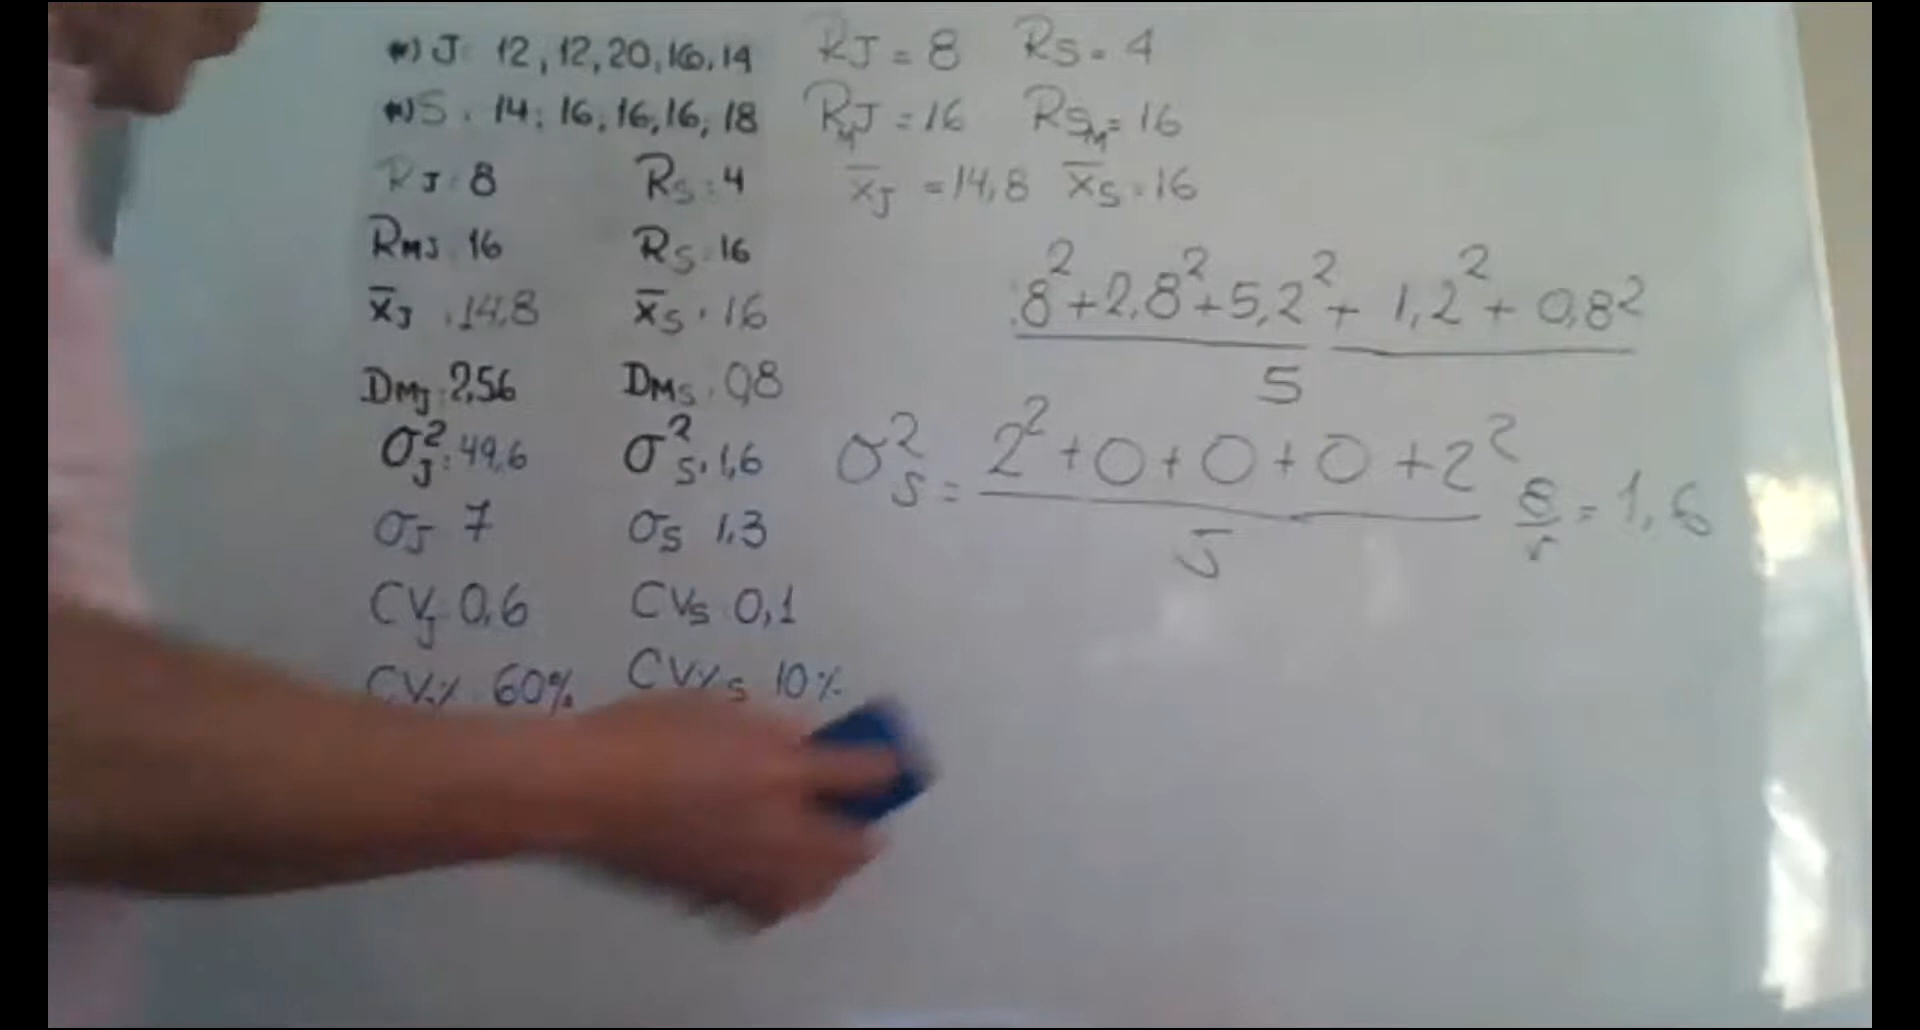 *) J: 12, 12, 20, 16, 14 RJ = 8 RS = 4
*) S: 14; 16, 16, 16, 18 RMJ = 16 RSM = 16
RJ: 8 RS: 4 x̄J = 14,8 x̄S = 16
RMJ: 16 RS: 16
x̄J: 14,8 x̄S: 16
8² + 2,8² + 5,2² + 1,2² + 0,8²
5
DMJ: 2,56 DMS: 0,8
σ²J: 49,6 σ²S: 1,6 σ²S = 2² + 0 + 0 + 0 + 2² 8/5 = 1,6
5
σJ 7 σS 1,3
CVJ 0,6 CVS 0,1
CV% 60% CV%S 10%